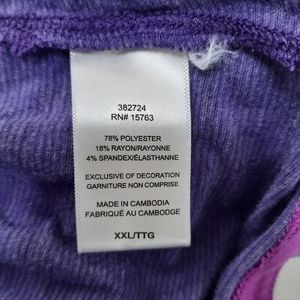 382724
RN# 15763
78% POLYESTER
18% RAYON/RAYONNE
4% SPANDEX/ÉLASTHANNE
EXCLUSIVE OF DECORATION
GARNITURE NON COMPRISE
MADE IN CAMBODIA
FABRIQUÉ AU CAMBODGE
XXL/TTG